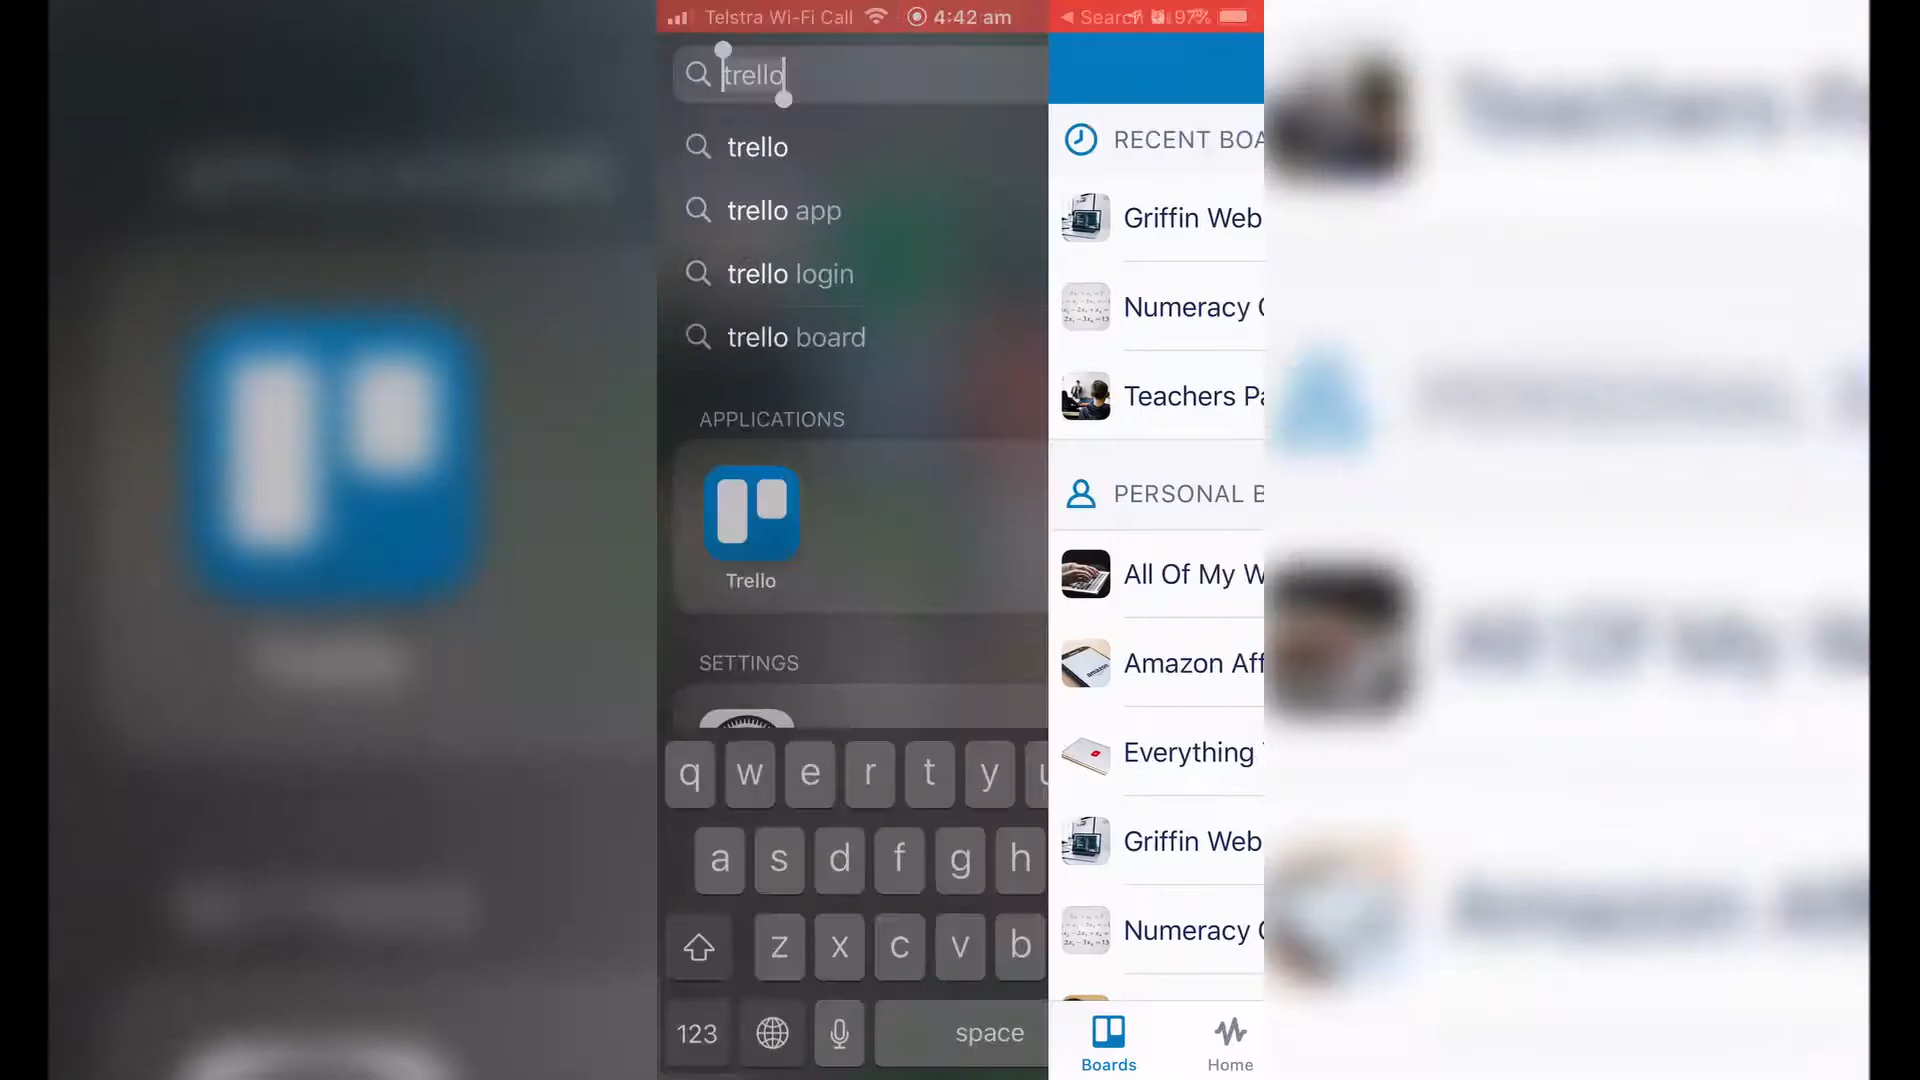 Telstra Wi-Fi Call 4:42 am
trello
trello
trello app
trello login
trello board
APPLICATIONS
Trello
SETTINGS
q w e r t y
a s d f g h
z x c v b
123 space
Search 97%
RECENT BOA
Griffin Web
Numeracy
Teachers Pa
PERSONAL B
All Of My W
Amazon Aff
Everything
Griffin Web
Numeracy
Boards Home